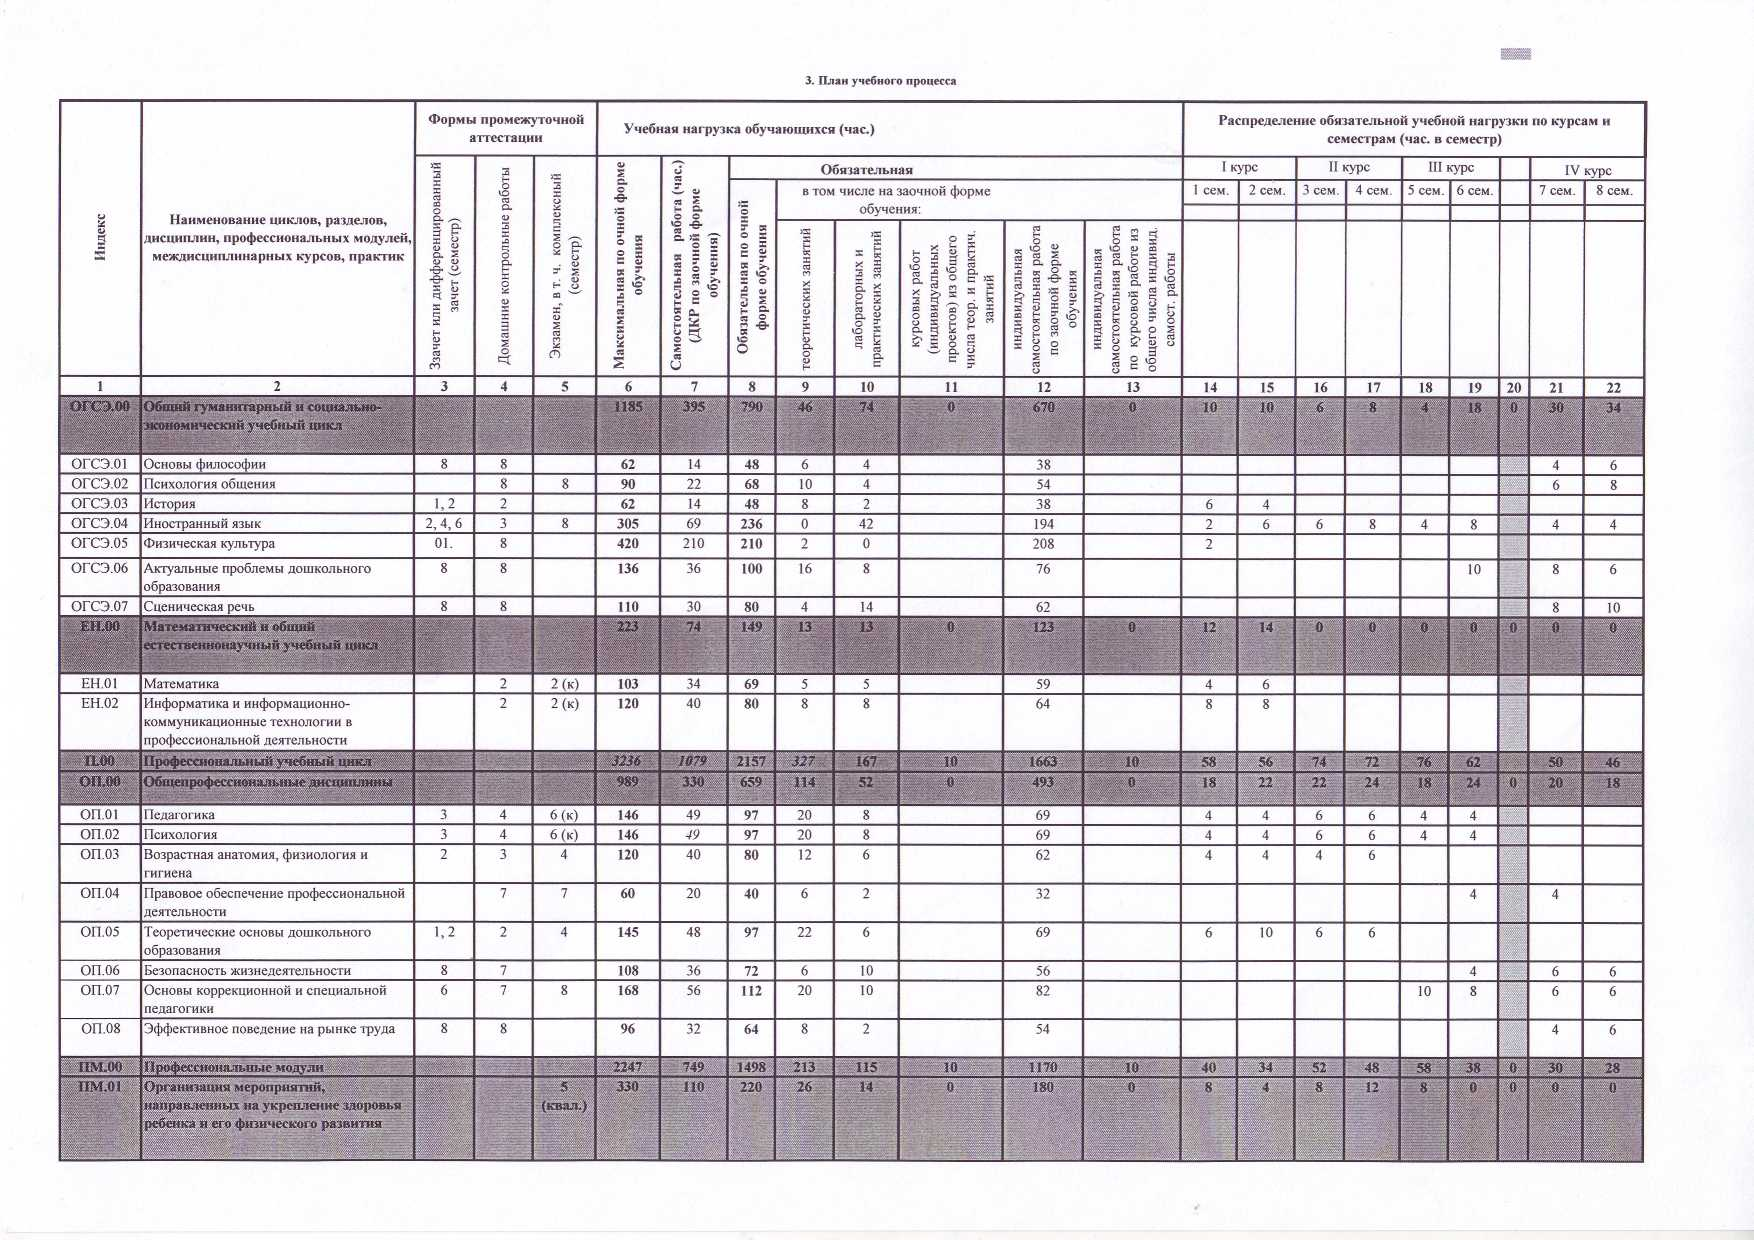 3. План учебного процесса
Индекс
Наименование циклов, разделов,
дисциплин, профессиональных модулей,
междисциплинарных курсов, практик
Формы промежуточной
аттестации
Учебная нагрузка обучающихся (час.)
Распределение обязательной учебной нагрузки по курсам и
семестрам (час. в семестр)
Ззачет или дифференцированный
зачет (семестр)
Домашние контрольные работы
Экзамен, в т. ч. комплексный
(семестр)
Максимальная по очной форме
обучения
Самостоятельная работа (час.)
(ДКР по заочной форме
обучения)
Обязательная
Обязательная по очной
форме обучения
в том числе на заочной форме
обучения:
теоретических занятий
лабораторных и
практических занятий
курсовых работ
(индивидуальных
проектов) из общего
числа теор. и практич.
занятий
индивидуальная
самостоятельная работа
по заочной форме
обучения
индивидуальная
самостоятельная работа
по курсовой работе из
общего числа индивид.
самост. работы
I курс II курс III курс IV курс
1 сем. 2 сем. 3 сем. 4 сем. 5 сем. 6 сем. 7 сем. 8 сем.
1 2 3 4 5 6 7 8 9 10 11 12 13 14 15 16 17 18 19 20 21 22
ОГСЭ.00 Общий гуманитарный и социально- 1185 395 790 46 74 0 670 0 10 10 6 8 4 18 0 30 34
экономический учебный цикл
ОГСЭ.01 Основы философии 8 8 62 14 48 6 4 38 4 6
ОГСЭ.02 Психология общения 8 8 90 22 68 10 4 54 6 8
ОГСЭ.03 История 1, 2 2 62 14 48 8 2 38 6 4
ОГСЭ.04 Иностранный язык 2, 4, 6 3 8 305 69 236 0 42 194 2 6 6 8 4 8 4 4
ОГСЭ.05 Физическая культура 01. 8 420 210 210 2 0 208 2
ОГСЭ.06 Актуальные проблемы дошкольного 8 8 136 36 100 16 8 76 10 8 6
образования
ОГСЭ.07 Сценическая речь 8 8 110 30 80 4 14 62 8 10
ЕН.00 Математический и общий 223 74 149 13 13 0 123 0 12 14 0 0 0 0 0 0 0
естественнонаучный учебный цикл
ЕН.01 Математика 2 2 (к) 103 34 69 5 5 59 4 6
ЕН.02 Информатика и информационно- 2 2 (к) 120 40 80 8 8 64 8 8
коммуникационные технологии в
профессиональной деятельности
П.00 Профессиональный учебный цикл 3236 1079 2157 327 167 10 1663 10 58 56 74 72 76 62 50 46
ОП.00 Общепрофессиональные дисциплины 989 330 659 114 52 0 493 0 18 22 22 24 18 24 0 20 18
ОП.01 Педагогика 3 4 6 (к) 146 49 97 20 8 69 4 4 6 6 4 4
ОП.02 Психология 3 4 6 (к) 146 49 97 20 8 69 4 4 6 6 4 4
ОП.03 Возрастная анатомия, физиология и 2 3 4 120 40 80 12 6 62 4 4 4 6
гигиена
ОП.04 Правовое обеспечение профессиональной 7 7 60 20 40 6 2 32 4 4
деятельности
ОП.05 Теоретические основы дошкольного 1, 2 2 4 145 48 97 22 6 69 6 10 6 6
образования
ОП.06 Безопасность жизнедеятельности 8 7 108 36 72 6 10 56 4 6 6
ОП.07 Основы коррекционной и специальной 6 7 8 168 56 112 20 10 82 10 8 6 6
педагогики
ОП.08 Эффективное поведение на рынке труда 8 8 96 32 64 8 2 54 4 6
ПМ.00 Профессиональные модули 2247 749 1498 213 115 10 1170 10 40 34 52 48 58 38 0 30 28
ПМ.01 Организация мероприятий, 5 330 110 220 26 14 0 180 0 8 4 8 12 8 0 0 0 0
направленных на укрепление здоровья (квал.)
ребенка и его физического развития